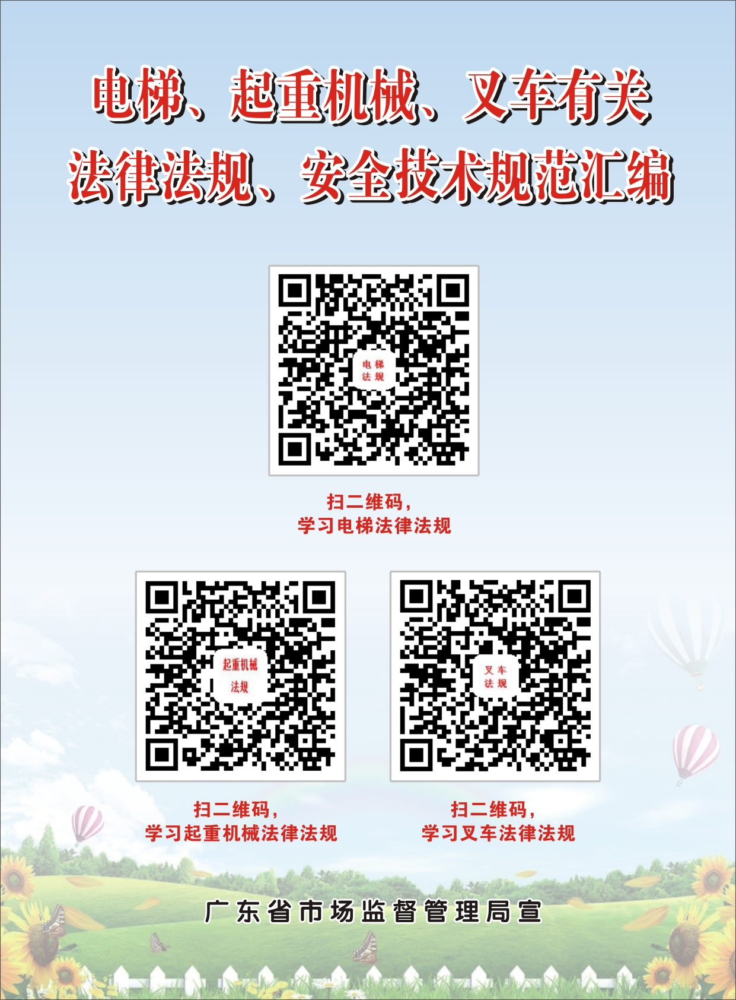 电梯、起重机械、叉车有关
法律法规、安全技术规范汇编
电梯
法规
扫二维码，
学习电梯法律法规
起重机械
法规
扫二维码，
学习起重机械法律法规
叉车
法规
扫二维码，
学习叉车法律法规
广东省市场监督管理局宣